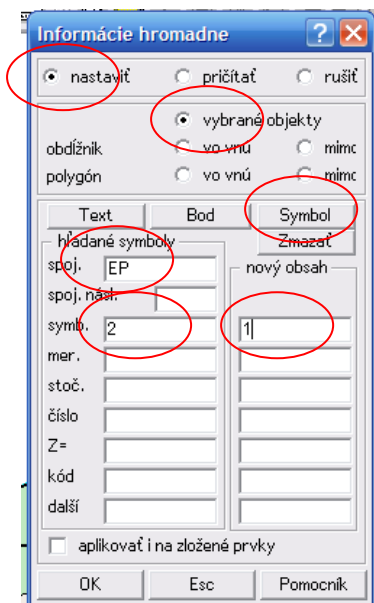 Informácie hromadne
nastaviť pričítať rušiť
vybrané objekty
obdĺžnik vo vnú mimo
polygón vo vnú mimo
Text Bod Symbol
Zmazať
hľadané symboly nový obsah
spoj. EP
spoj. násl.
symb. 2 1
mer.
stoč.
číslo
Z=
kód
další
aplikovať i na zložené prvky
OK Esc Pomocník